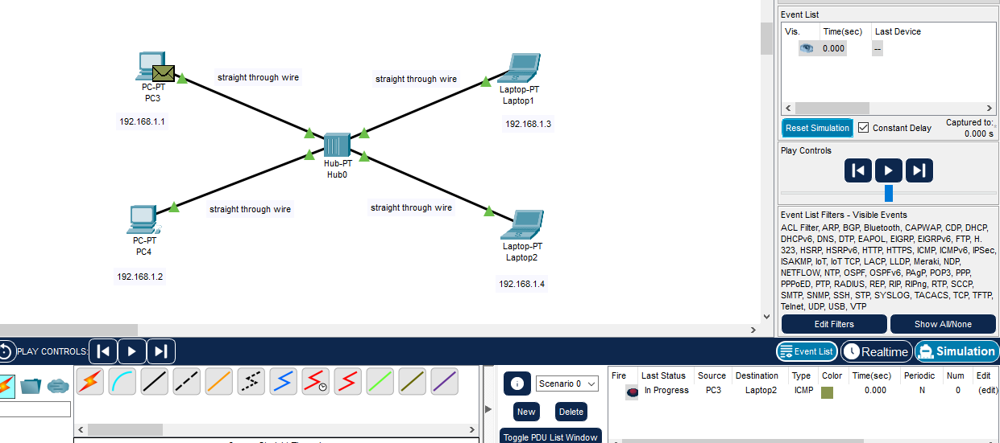 Event List
Vis. Time(sec) Last Device
0.000 --
Reset Simulation Constant Delay Captured to:
0.000 s
Play Controls
Event List Filters - Visible Events
ACL Filter, ARP, BGP, Bluetooth, CAPWAP, CDP, DHCP,
DHCPv6, DNS, DTP, EAPOL, EIGRP, EIGRPv6, FTP, H.
323, HSRP, HSRPv6, HTTP, HTTPS, ICMP, ICMPv6, IPSec,
ISAKMP, IoT, IoT TCP, LACP, LLDP, Meraki, NDP,
NETFLOW, NTP, OSPF, OSPFv6, PAgP, POP3, PPP,
PPPoED, PTP, RADIUS, REP, RIP, RIPng, RTP, SCCP,
SMTP, SNMP, SSH, STP, SYSLOG, TACACS, TCP, TFTP,
Telnet, UDP, USB, VTP
Edit Filters Show All/None
straight through wire
straight through wire
PC-PT
PC3
192.168.1.1
Laptop-PT
Laptop1
192.168.1.3
Hub-PT
Hub0
straight through wire
straight through wire
PC-PT
PC4
192.168.1.2
Laptop-PT
Laptop2
192.168.1.4
PLAY CONTROLS:
Event List Realtime Simulation
Scenario 0
New Delete
Toggle PDU List Window
Fire Last Status Source Destination Type Color Time(sec) Periodic Num Edit
In Progress PC3 Laptop2 ICMP 0.000 N 0 (edit)